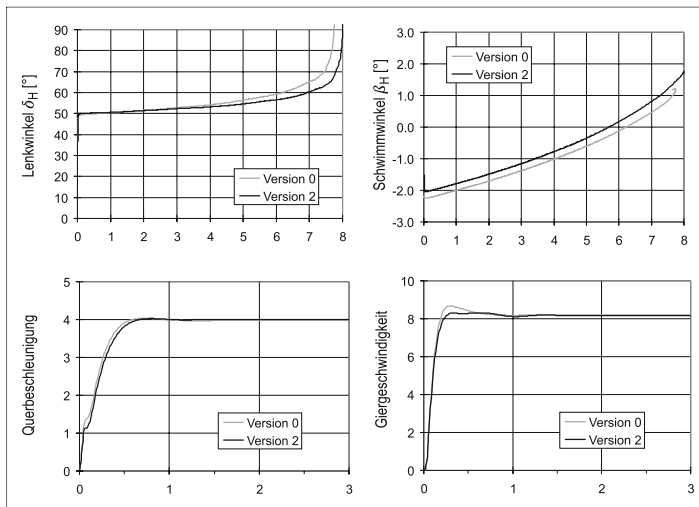 Lenkwinkel δH [°]
90
80
70
60
50
40
30
20
10
0
Version 0
Version 2
0 1 2 3 4 5 6 7 8
Schwimmwinkel βH [°]
3.0
2.0
1.0
0.0
-1.0
-2.0
-3.0
Version 0
Version 2
0 1 2 3 4 5 6 7 8
Querbeschleunigung
5
4
3
2
1
0
Version 0
Version 2
0 1 2 3
Giergeschwindigkeit
10
8
6
4
2
0
Version 0
Version 2
0 1 2 3